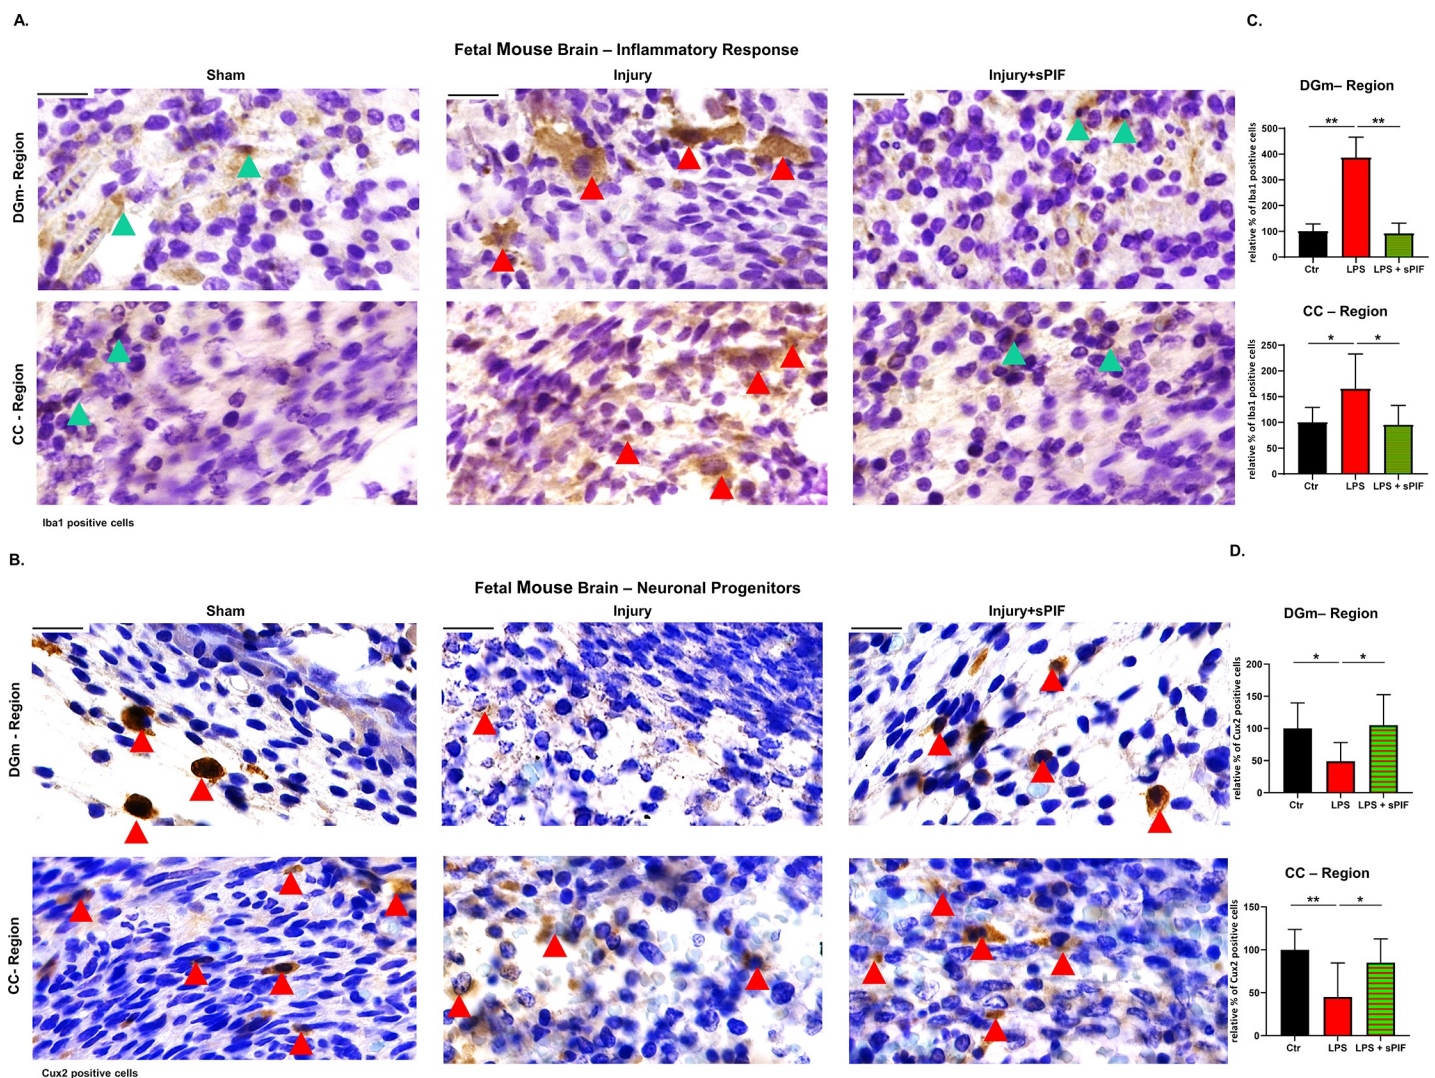 A.
Fetal Mouse Brain – Inflammatory Response
Sham
Injury
Injury+sPIF
DGm- Region
CC - Region
Iba1 positive cells
C.
DGm– Region
relative % of Iba1 positive cells
500
400
300
200
100
0
**
**
Ctr
LPS
LPS + sPIF
CC – Region
relative % of Iba1 positive cells
250
200
150
100
50
0
*
*
Ctr
LPS
LPS + sPIF
B.
Fetal Mouse Brain – Neuronal Progenitors
Sham
Injury
Injury+sPIF
DGm - Region
CC- Region
Cux2 positive cells
D.
DGm– Region
relative % of Cux2 positive cells
200
150
100
50
0
*
*
Ctr
LPS
LPS + sPIF
CC – Region
relative % of Cux2 positive cells
150
100
50
0
**
*
Ctr
LPS
LPS + sPIF